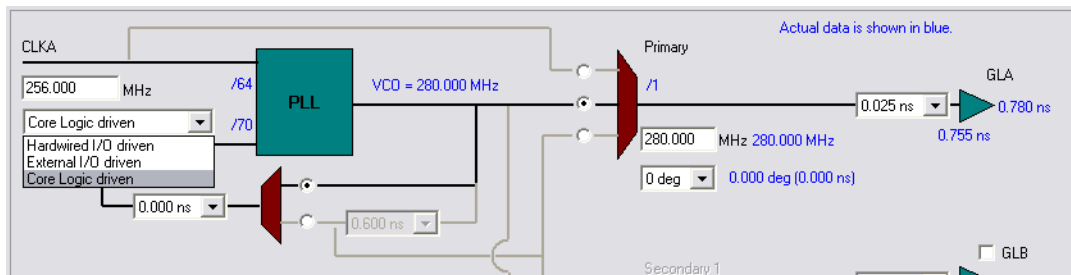 Actual data is shown in blue.
CLKA
Primary
GLA
256.000 MHz
/64
PLL
VCO = 280.000 MHz
/1
0.025 ns
0.780 ns
Core Logic driven
/70
0.755 ns
Hardwired I/O driven
External I/O driven
Core Logic driven
280.000 MHz 280.000 MHz
0 deg
0.000 deg (0.000 ns)
0.000 ns
0.600 ns
GLB
Secondary 1